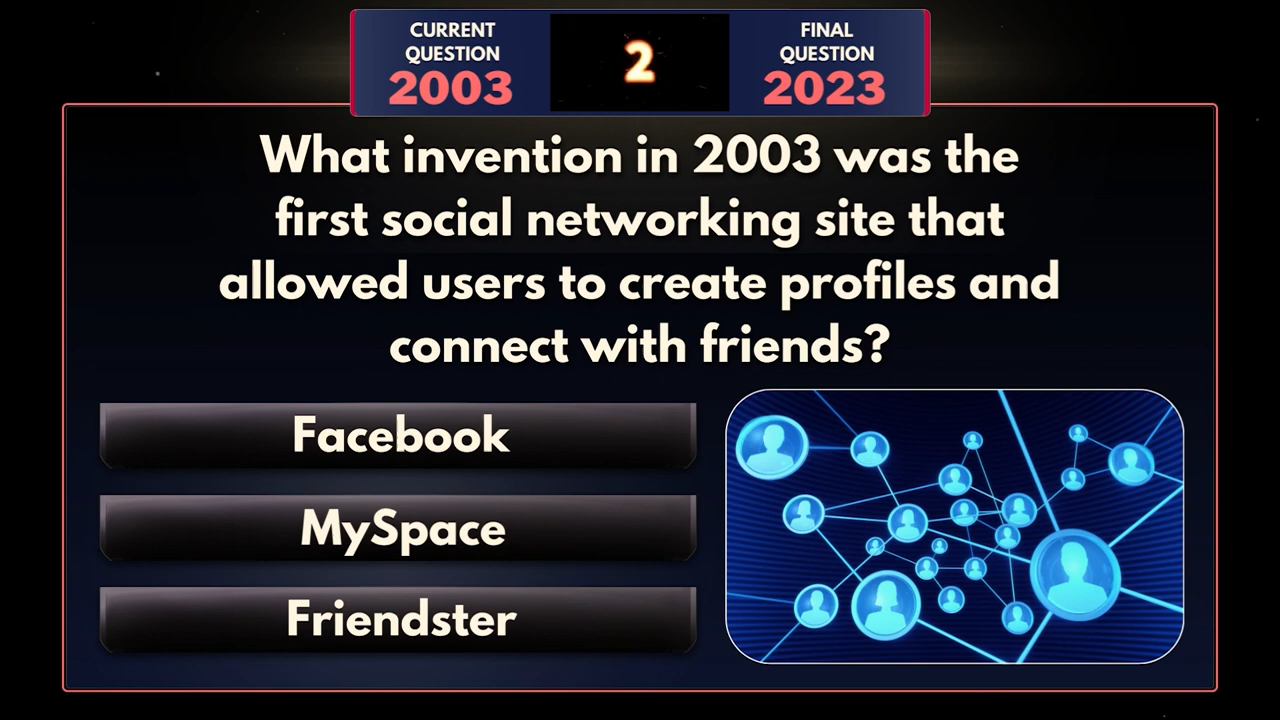 CURRENT
QUESTION
2003
2
FINAL
QUESTION
2023
What invention in 2003 was the
first social networking site that
allowed users to create profiles and
connect with friends?
Facebook
MySpace
Friendster